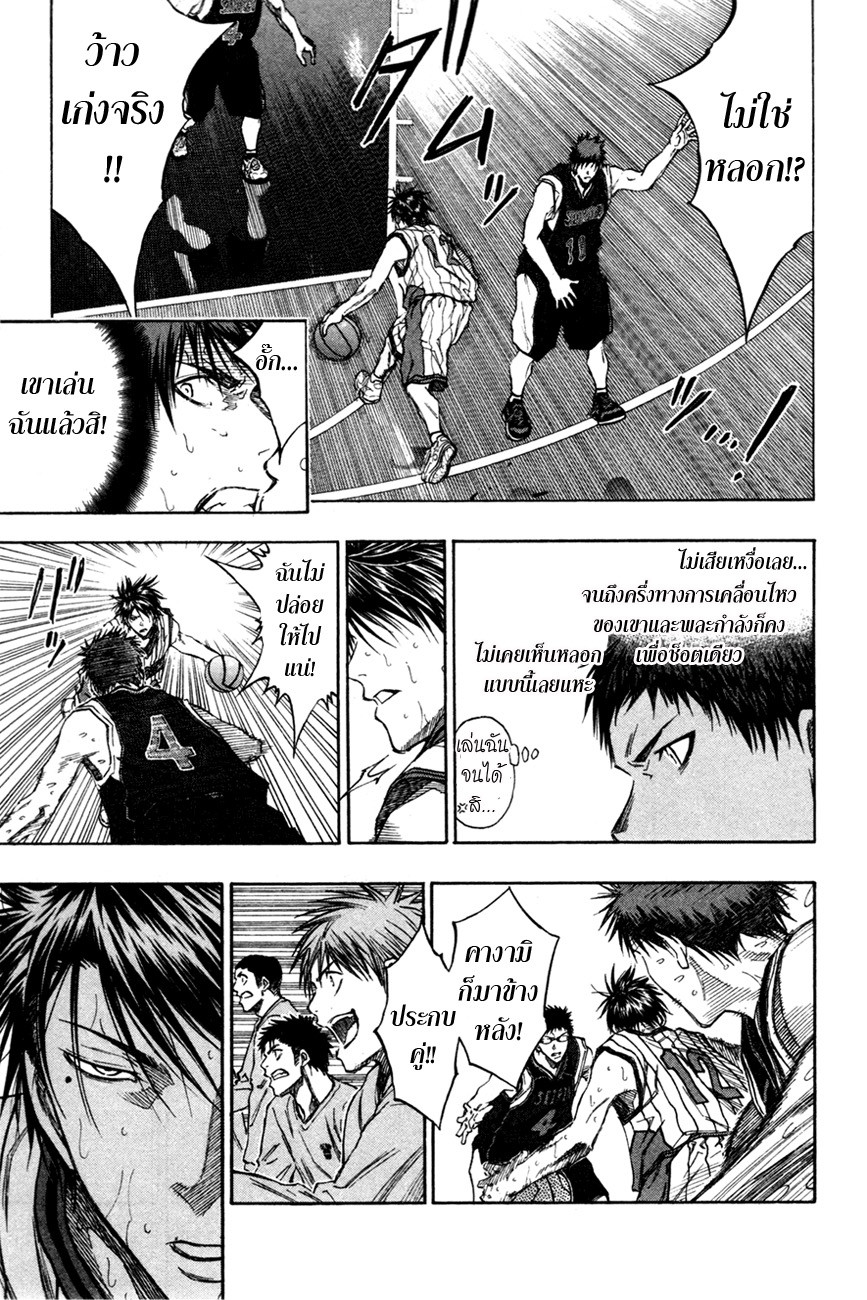 ไม่ใช่
หลอก!?
ว้าว
เก่งจริง
!!
4
12
11
อั๊ก...
เขาเล่น
ฉันแล้วสิ!
ไม่เสียเหงื่อเลย...
จนถึงครึ่งทางการเคลื่อนไหว
ของเขาและพละกำลังก็คง
เพื่อช็อตเดียว
ไม่เคยเห็นหลอก
แบบนี้เลยแหะ
เล่นฉัน
จนได้
สิ...
ฉันไม่
ปล่อย
ให้ไป
แน่!
4
คางามิ
ก็มาข้าง
หลัง!
ประกบ
คู่!!
12
4